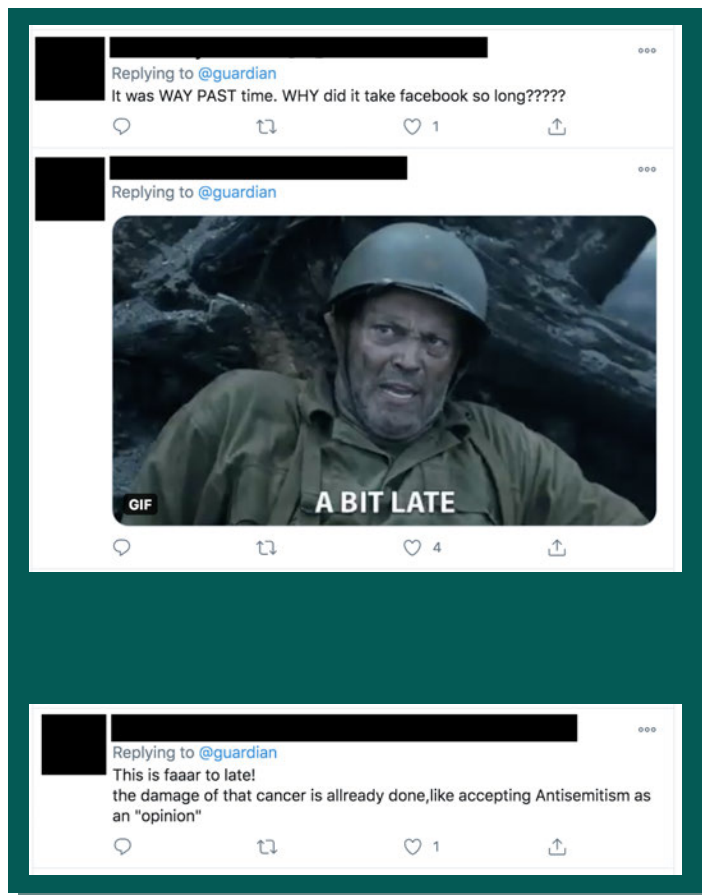 Replying to @guardian
It was WAY PAST time. WHY did it take facebook so long?????
1
Replying to @guardian
GIF
A BIT LATE
4
Replying to @guardian
This is faaar to late!
the damage of that cancer is allready done,like accepting Antisemitism as
an "opinion"
1